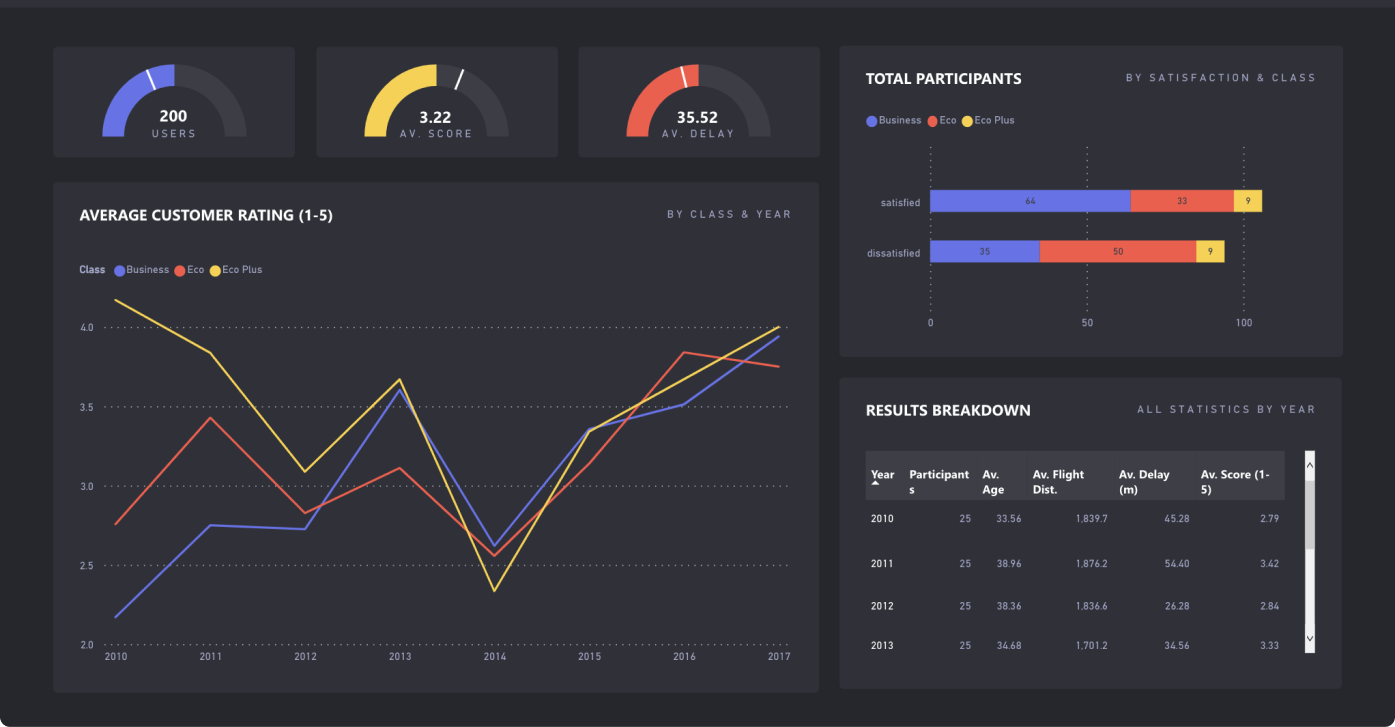 200
USERS
3.22
AV. SCORE
35.52
AV. DELAY
TOTAL PARTICIPANTS
BY SATISFACTION & CLASS
Business Eco Eco Plus
satisfied 64 33 9
dissatisfied 35 50 9
0 50 100
AVERAGE CUSTOMER RATING (1-5)
BY CLASS & YEAR
Class Business Eco Eco Plus
4.0
3.5
3.0
2.5
2.0
2010 2011 2012 2013 2014 2015 2016 2017
RESULTS BREAKDOWN
ALL STATISTICS BY YEAR
Year Participant Av. Av. Flight Av. Delay Av. Score (1-
s Age Dist. (m) 5)
2010 25 33.56 1,839.7 45.28 2.79
2011 25 38.96 1,876.2 54.40 3.42
2012 25 38.36 1,836.6 26.28 2.84
2013 25 34.68 1,701.2 34.56 3.33